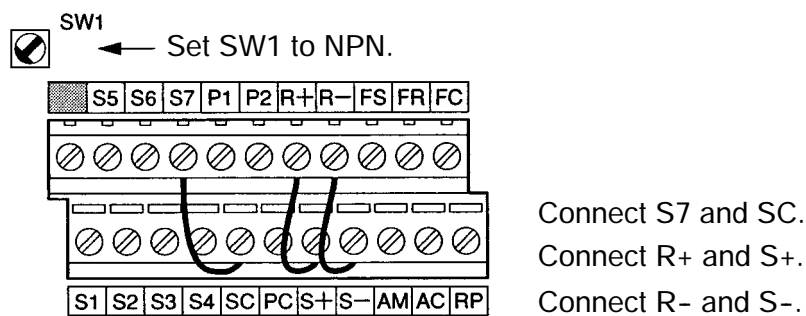 SW1
Set SW1 to NPN.
S5 S6 S7 P1 P2 R+ R− FS FR FC
Connect S7 and SC.
Connect R+ and S+.
S1 S2 S3 S4 SC PC S+ S− AM AC RP
Connect R− and S−.